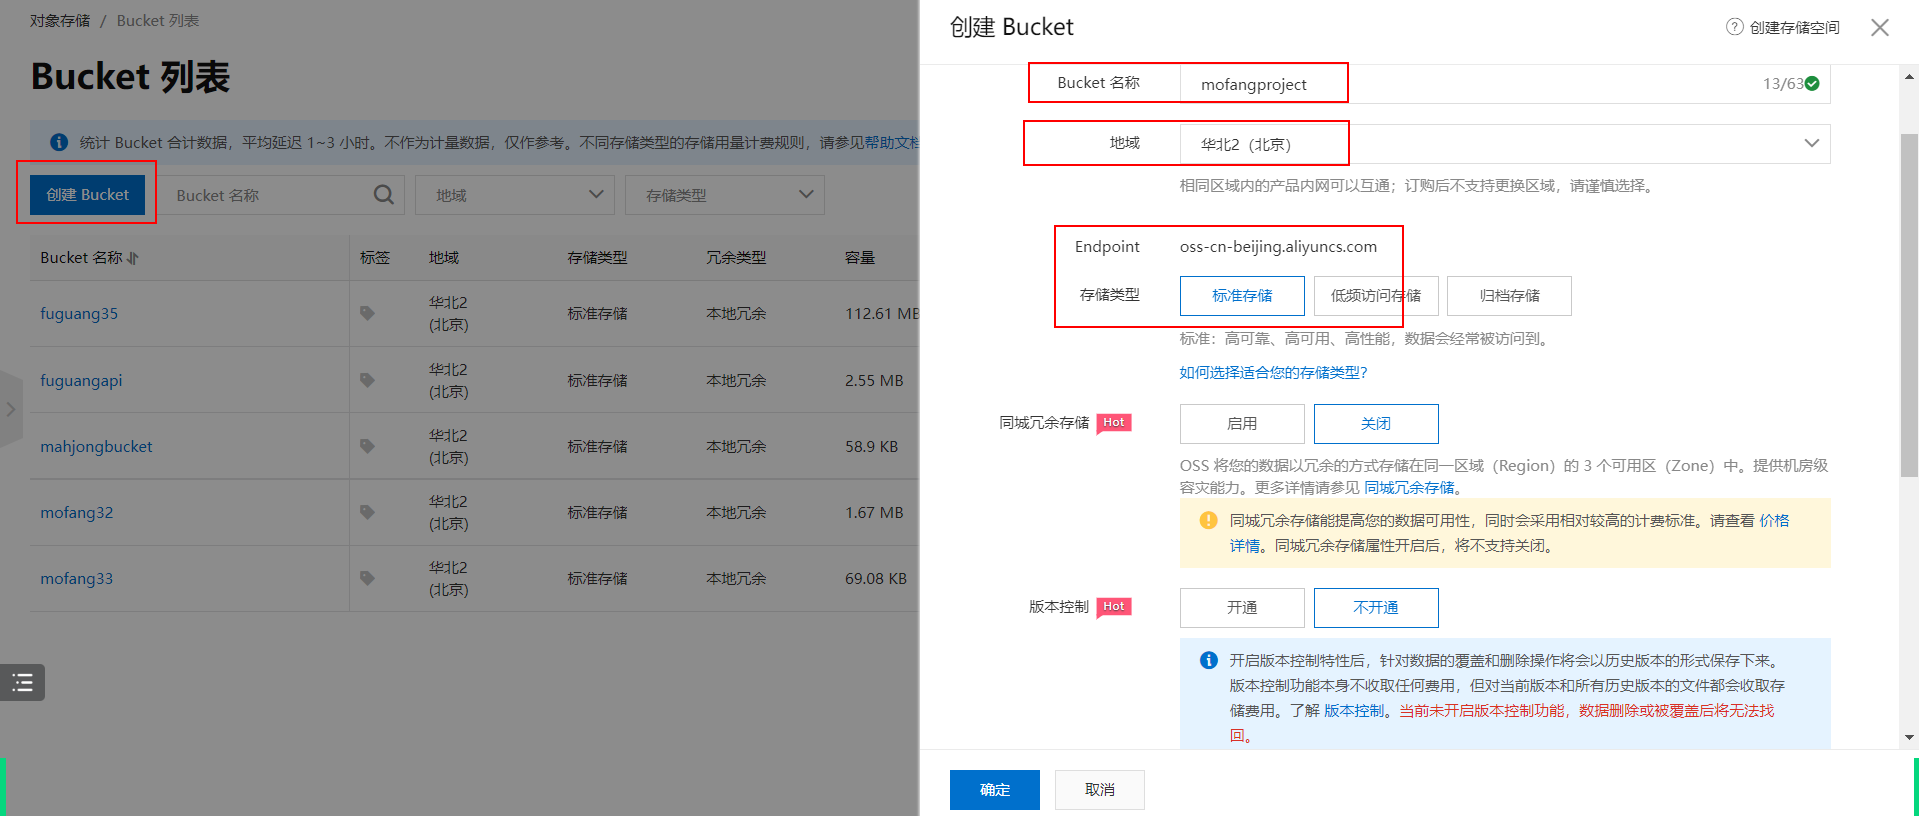 对象存储 / Bucket 列表
Bucket 列表
统计 Bucket 合计数据，平均延迟 1~3 小时。不作为计量数据，仅作参考。不同存储类型的存储用量计费规则，请参见帮助文档
创建 Bucket
Bucket 名称
地域
存储类型
Bucket 名称 标签 地域 存储类型 冗余类型 容量
fuguang35 华北2 (北京) 标准存储 本地冗余 112.61 MB
fuguangapi 华北2 (北京) 标准存储 本地冗余 2.55 MB
mahjongbucket 华北2 (北京) 标准存储 本地冗余 58.9 KB
mofang32 华北2 (北京) 标准存储 本地冗余 1.67 MB
mofang33 华北2 (北京) 标准存储 本地冗余 69.08 KB
创建 Bucket
创建存储空间
Bucket 名称 mofangproject 13/63
地域 华北2（北京）
相同区域内的产品内网可以互通；订购后不支持更换区域，请谨慎选择。
Endpoint oss-cn-beijing.aliyuncs.com
存储类型 标准存储 低频访问存储 归档存储
标准：高可靠、高可用、高性能，数据会经常被访问到。
如何选择适合您的存储类型？
同城冗余存储 Hot 启用 关闭
OSS 将您的数据以冗余的方式存储在同一区域（Region）的 3 个可用区（Zone）中。提供机房级
容灾能力。更多详情请参见 同城冗余存储。
同城冗余存储能提高您的数据可用性，同时会采用相对较高的计费标准。请查看 价格
详情。同城冗余存储属性开启后，将不支持关闭。
版本控制 Hot 开通 不开通
开启版本控制特性后，针对数据的覆盖和删除操作将会以历史版本的形式保存下来。
版本控制功能本身不收取任何费用，但对当前版本和所有历史版本的文件都会收取存
储费用。了解 版本控制。当前未开启版本控制功能，数据删除或被覆盖后将无法找
回。
确定 取消